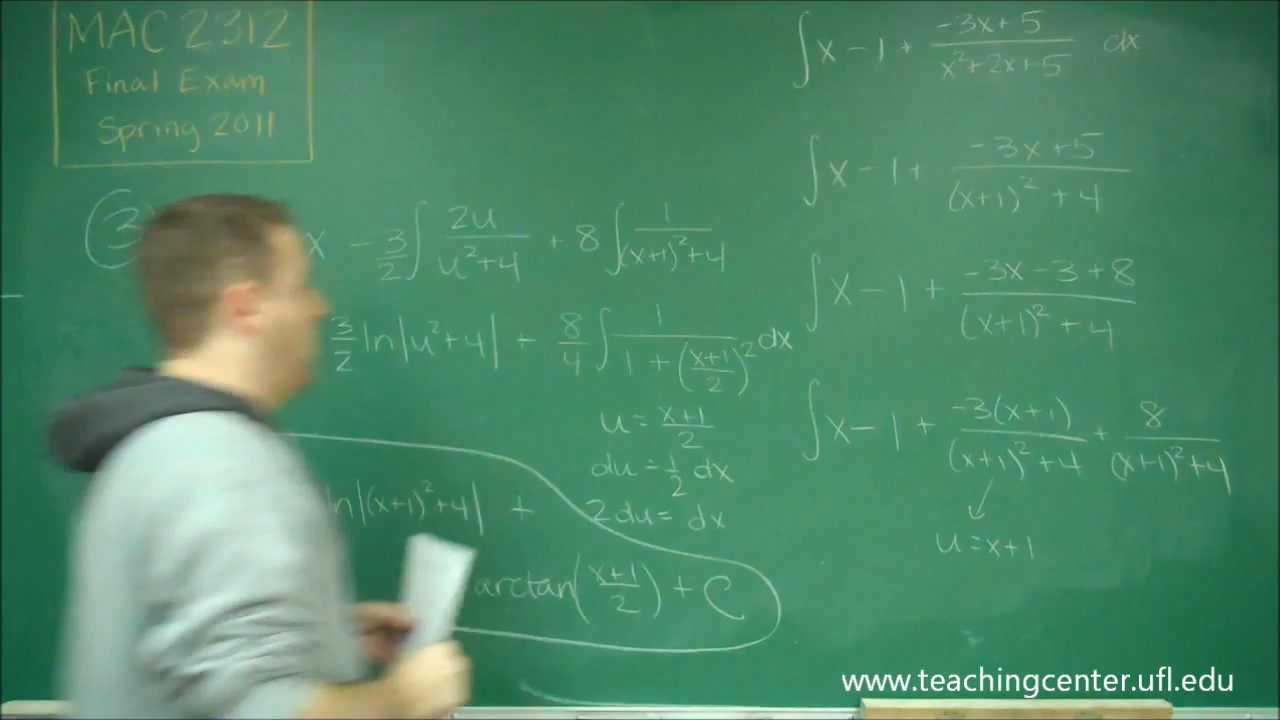 MAC 2312
Final Exam
Spring 2011
3
x - 3/2 ∫ 2u/(u²+4) + 8 ∫ 1/((x+1)²+4)
3/2 ln|u²+4| + 8/4 ∫ 1/(1+((x+1)/2)²) dx
u = (x+1)/2
du = 1/2 dx
2du = dx
ln|(x+1)²+4| +
arctan((x+1)/2) + C
∫ x - 1 + (-3x+5)/(x²+2x+5) dx
∫ x - 1 + (-3x+5)/((x+1)²+4)
∫ x - 1 + (-3x-3+8)/((x+1)²+4)
∫ x - 1 + (-3(x+1))/((x+1)²+4) + 8/((x+1)²+4)
u = x+1
www.teachingcenter.ufl.edu